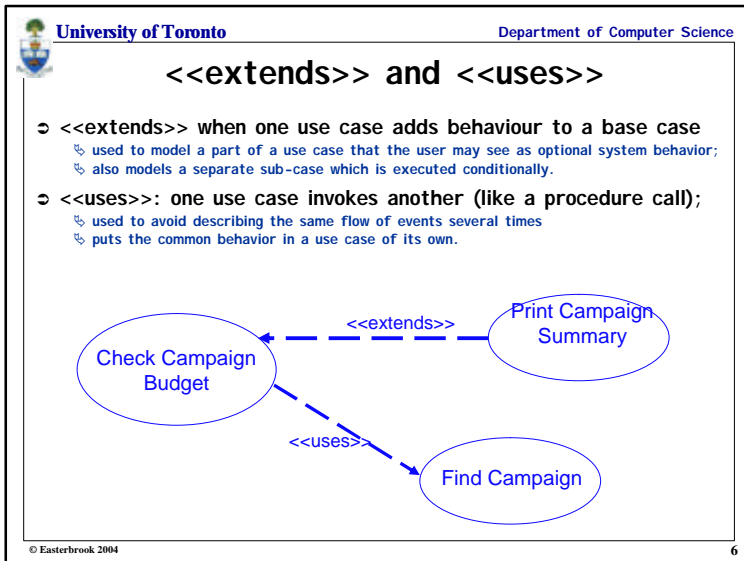 University of Toronto
Department of Computer Science
<<extends>> and <<uses>>
➲ <<extends>> when one use case adds behaviour to a base case
↳ used to model a part of a use case that the user may see as optional system behavior;
↳ also models a separate sub-case which is executed conditionally.
➲ <<uses>>: one use case invokes another (like a procedure call);
↳ used to avoid describing the same flow of events several times
↳ puts the common behavior in a use case of its own.
<<extends>>
Print Campaign
Summary
Check Campaign
Budget
<<uses>>
Find Campaign
© Easterbrook 2004
6